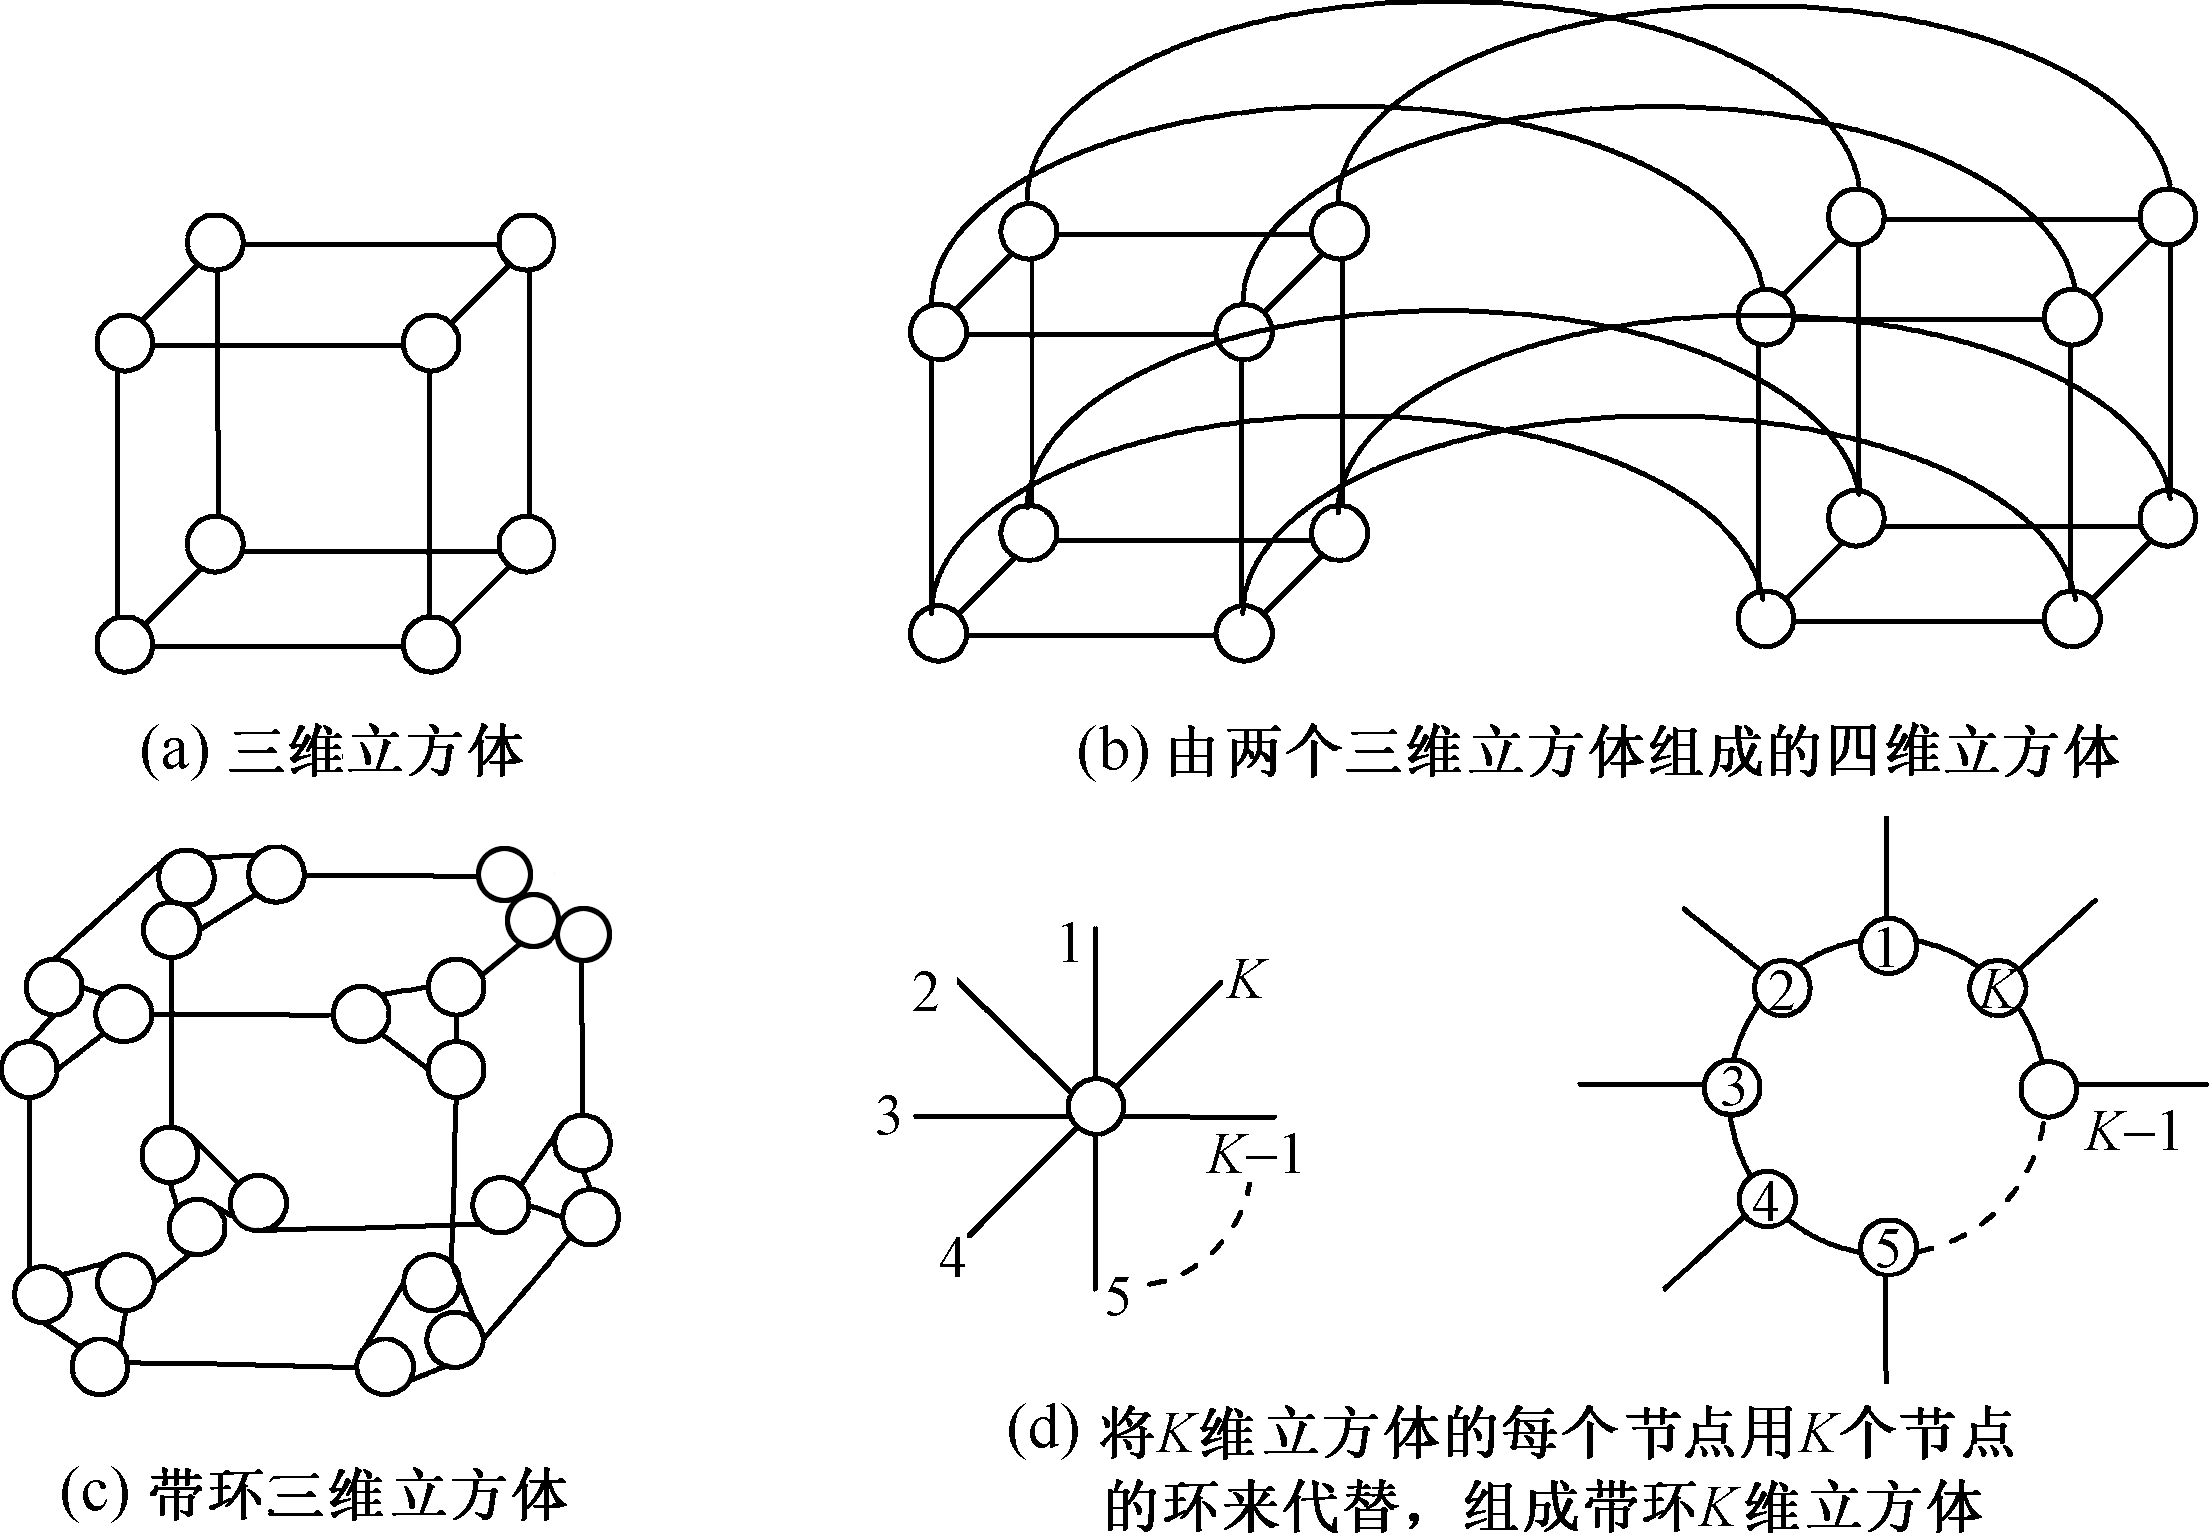 (a) 三维立方体
(b) 由两个三维立方体组成的四维立方体
1
2
K
3
K−1
4
5
1
2
K
3
K−1
4
5
(c) 带环三维立方体
(d) 将K维立方体的每个节点用K个节点
的环来代替，组成带环K维立方体